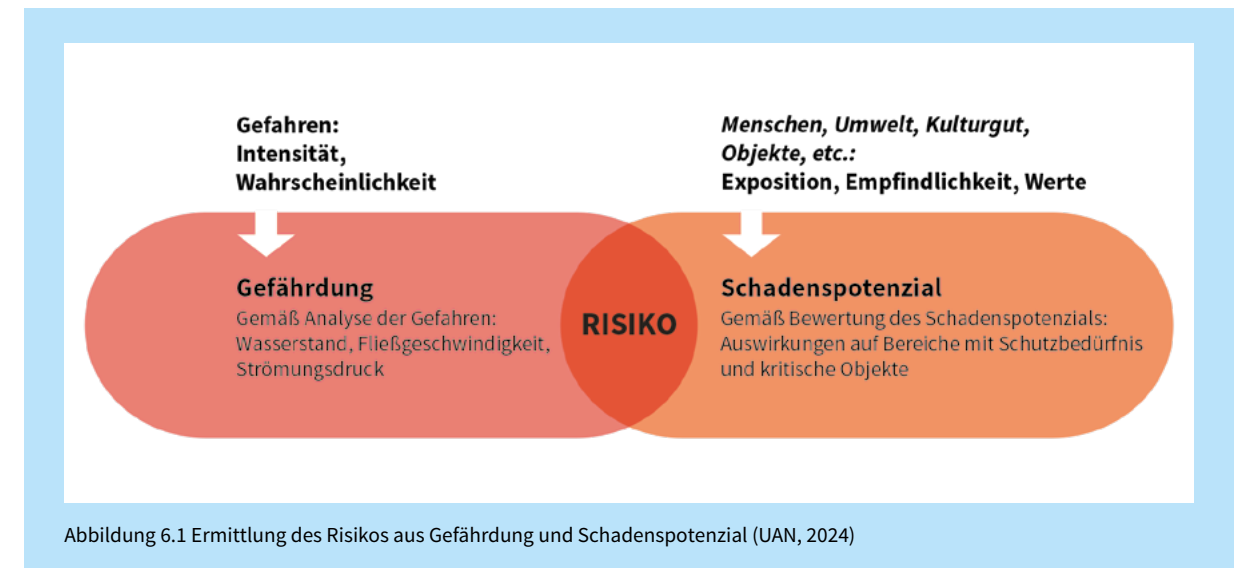 Gefahren:
Intensität,
Wahrscheinlichkeit
Menschen, Umwelt, Kulturgut,
Objekte, etc.:
Exposition, Empfindlichkeit, Werte
Gefährdung
Gemäß Analyse der Gefahren:
Wasserstand, Fließgeschwindigkeit,
Strömungsdruck
RISIKO
Schadenspotenzial
Gemäß Bewertung des Schadenspotenzials:
Auswirkungen auf Bereiche mit Schutzbedürfnis
und kritische Objekte
Abbildung 6.1 Ermittlung des Risikos aus Gefährdung und Schadenspotenzial (UAN, 2024)